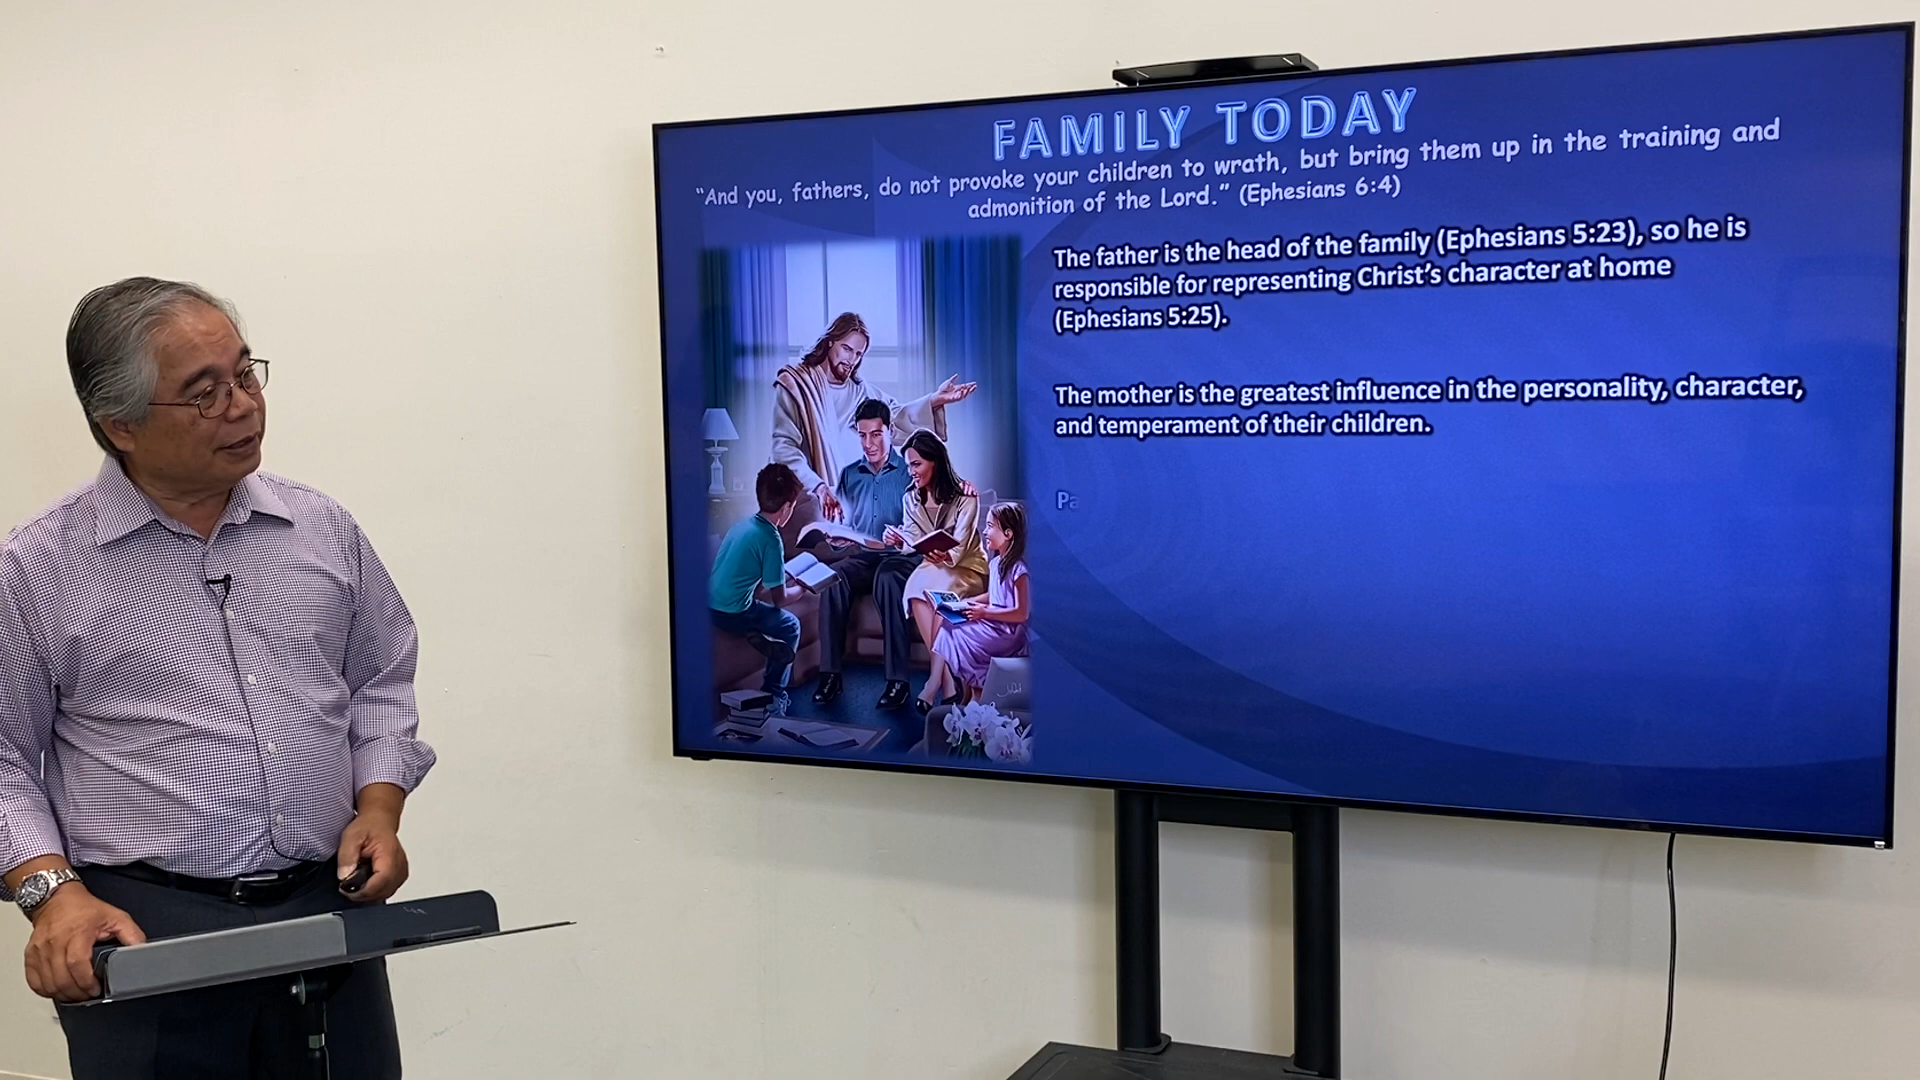 FAMILY TODAY
“And you, fathers, do not provoke your children to wrath, but bring them up in the training and
admonition of the Lord.” (Ephesians 6:4)
The father is the head of the family (Ephesians 5:23), so he is
responsible for representing Christ’s character at home
(Ephesians 5:25).
The mother is the greatest influence in the personality, character,
and temperament of their children.
Pa